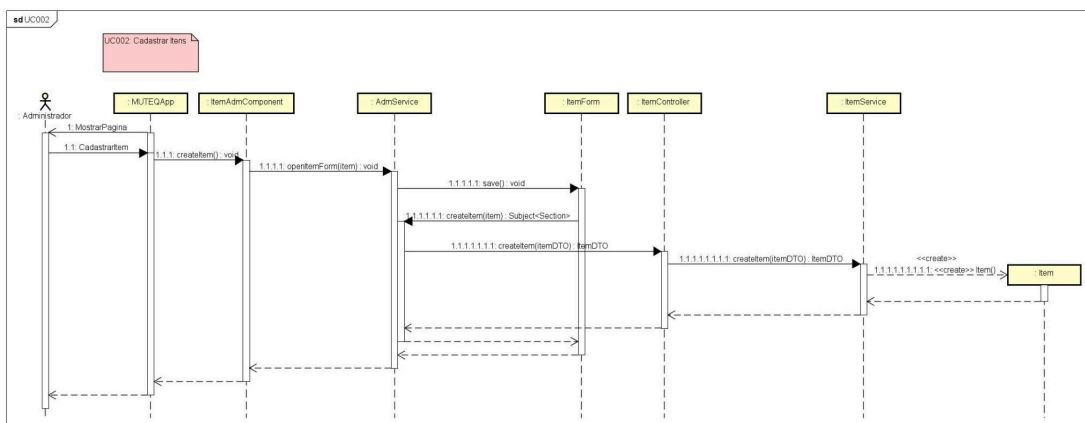 sd UC002
UC002: Cadastrar Itens
: Administrador
: MUTEQApp
: ItemAdmComponent
: AdmService
: ItemForm
: ItemController
: ItemService
1: MostrarPagina
1.1: CadastrarItem
1.1.1: createItem() : void
1.1.1.1: openItemForm(item) : void
1.1.1.1.1: save() : void
1.1.1.1.1.1: createItem(item) : Subject<Section>
1.1.1.1.1.1.1: createItem(itemDTO) : ItemDTO
1.1.1.1.1.1.1.1: createItem(itemDTO) : ItemDTO
<<create>>
1.1.1.1.1.1.1.1.1: <<create>> Item()
: Item